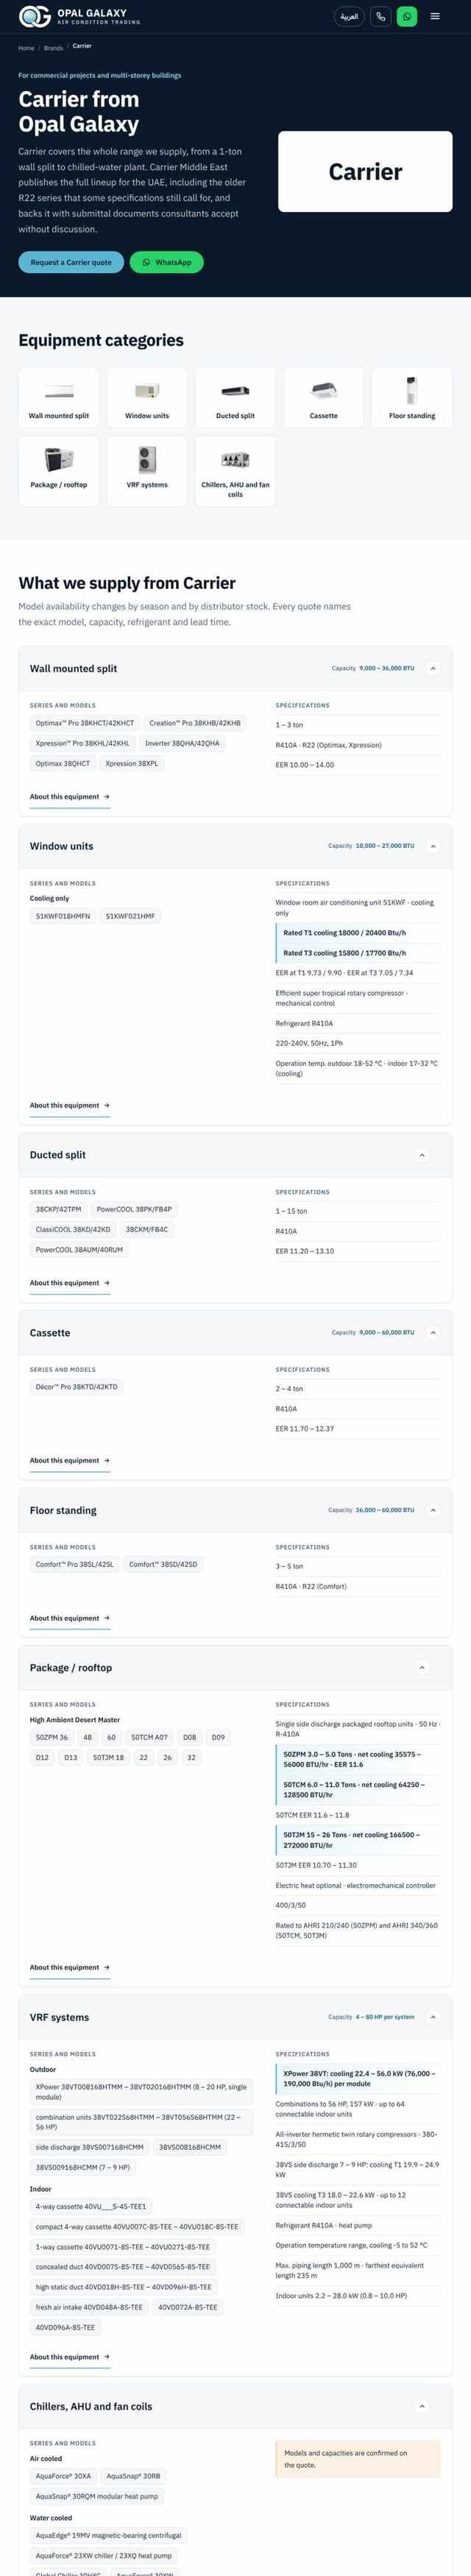 OPAL GALAXY
AIR CONDITION TRADING
العربية
Home / Brands / Carrier
For commercial projects and multi-storey buildings
Carrier from
Opal Galaxy
Carrier covers the whole range we supply, from a 1-ton
wall split to chilled-water plant. Carrier Middle East
publishes the full lineup for the UAE, including the older
R22 series that some specifications still call for, and
backs it with submittal documents consultants accept
without discussion.
Carrier
Request a Carrier quote
WhatsApp
Equipment categories
Wall mounted split
Window units
Ducted split
Cassette
Floor standing
Package / rooftop
VRF systems
Chillers, AHU and fan
coils
What we supply from Carrier
Model availability changes by season and by distributor stock. Every quote names
the exact model, capacity, refrigerant and lead time.
Wall mounted split
Capacity 9,000 – 36,000 BTU
SERIES AND MODELS
Optimax™ Pro 38KHCT/42KHCT
Creation™ Pro 38KHB/42KHB
Xpression™ Pro 38KHL/42KHL
Inverter 38QHA/42QHA
Optimax 38QHCT
Xpression 38XPL
SPECIFICATIONS
1 – 3 ton
R410A · R22 (Optimax, Xpression)
EER 10.00 – 14.00
About this equipment →
Window units
Capacity 18,000 – 27,000 BTU
SERIES AND MODELS
Cooling only
51KWF018HMFN
51KWF021HMF
SPECIFICATIONS
Window room air conditioning unit 51KWF · cooling
only
Rated T1 cooling 18000 / 20400 Btu/h
Rated T3 cooling 15800 / 17700 Btu/h
EER at T1 9.73 / 9.90 · EER at T3 7.05 / 7.34
Efficient super tropical rotary compressor ·
mechanical control
Refrigerant R410A
220-240V, 50Hz, 1Ph
Operation temp. outdoor 18-52 °C · indoor 17-32 °C
(cooling)
About this equipment →
Ducted split
SERIES AND MODELS
38CKP/42TPM
PowerCOOL 38PK/FB4P
ClassiCOOL 38KD/42KD
38CKM/FB4C
PowerCOOL 38AUM/40RUM
SPECIFICATIONS
1 – 15 ton
R410A
EER 11.20 – 13.10
About this equipment →
Cassette
Capacity 9,000 – 60,000 BTU
SERIES AND MODELS
Décor™ Pro 38KTD/42KTD
SPECIFICATIONS
2 – 4 ton
R410A
EER 11.70 – 12.37
About this equipment →
Floor standing
Capacity 36,000 – 60,000 BTU
SERIES AND MODELS
Comfort™ Pro 38SL/42SL
Comfort™ 38SD/42SD
SPECIFICATIONS
3 – 5 ton
R410A · R22 (Comfort)
About this equipment →
Package / rooftop
SERIES AND MODELS
High Ambient Desert Master
50ZPM 36
48
60
50TCM A07
D08
D09
D12
D13
50TJM 18
22
26
32
SPECIFICATIONS
Single side discharge packaged rooftop units · 50 Hz ·
R-410A
50ZPM 3.0 – 5.0 Tons · net cooling 35575 –
56000 BTU/hr · EER 11.6
50TCM 6.0 – 11.0 Tons · net cooling 64250 –
128500 BTU/hr
50TCM EER 11.6 – 11.8
50TJM 15 – 26 Tons · net cooling 166500 –
272000 BTU/hr
50TJM EER 10.70 – 11.30
Electric heat optional · electromechanical controller
400/3/50
Rated to AHRI 210/240 (50ZPM) and AHRI 340/360
(50TCM, 50TJM)
About this equipment →
VRF systems
Capacity 4 – 80 HP per system
SERIES AND MODELS
Outdoor
XPower 38VT008168HTMM – 38VT020168HTMM (8 – 20 HP, single
module)
combination units 38VT022S68HTMM – 38VT056S68HTMM (22 –
56 HP)
side discharge 38VS007168HCMM
38VS008168HCMM
38VS009168HCMM (7 – 9 HP)
Indoor
4-way cassette 40VU___S-4S-TEE1
compact 4-way cassette 40VU007C-8S-TEE – 40VU018C-8S-TEE
1-way cassette 40VU0071-8S-TEE – 40VU0271-8S-TEE
concealed duct 40VD007S-8S-TEE – 40VD056S-8S-TEE
high static duct 40VD018H-8S-TEE – 40VD096H-8S-TEE
fresh air intake 40VD048A-8S-TEE
40VD072A-8S-TEE
40VD096A-8S-TEE
SPECIFICATIONS
XPower 38VT: cooling 22.4 – 56.0 kW (76,000 –
190,000 Btu/h) per module
Combinations to 56 HP, 157 kW · up to 64
connectable indoor units
All-inverter hermetic twin rotary compressors · 380-
415/3/50
38VS side discharge 7 – 9 HP: cooling T1 19.9 – 24.9
kW
38VS cooling T3 18.0 – 22.6 kW · up to 12
connectable indoor units
Refrigerant R410A · heat pump
Operation temperature range, cooling -5 to 52 °C
Max. piping length 1,000 m · farthest equivalent
length 235 m
Indoor units 2.2 – 28.0 kW (0.8 – 10.0 HP)
About this equipment →
Chillers, AHU and fan coils
SERIES AND MODELS
Air cooled
AquaForce® 30XA
AquaSnap® 30RB
AquaSnap® 30RQM modular heat pump
Water cooled
AquaEdge® 19MV magnetic-bearing centrifugal
AquaForce® 23XW chiller / 23XQ heat pump
Models and capacities are confirmed on
the quote.